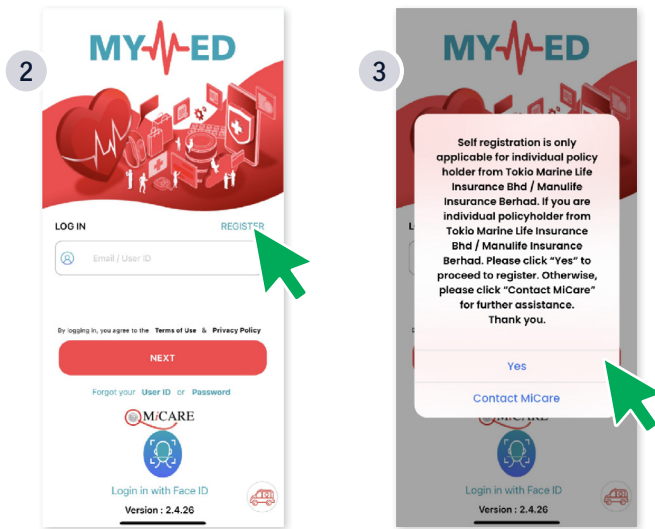 2
MY ED
LOG IN
REGISTER
Email / User ID
By logging in, you agree to the Terms of Use & Privacy Policy
NEXT
Forgot your User ID or Password
MiCARE
Login in with Face ID
Version : 2.4.26
3
MY ED
Self registration is only
applicable for individual policy
holder from Tokio Marine Life
Insurance Bhd / Manulife
Insurance Berhad. If you are
individual policyholder from
Tokio Marine Life Insurance
Bhd / Manulife Insurance
Berhad. Please click "Yes" to
proceed to register. Otherwise,
please click "Contact MiCare"
for further assistance.
Thank you.
Yes
Contact MiCare
Login in with Face ID
Version : 2.4.26